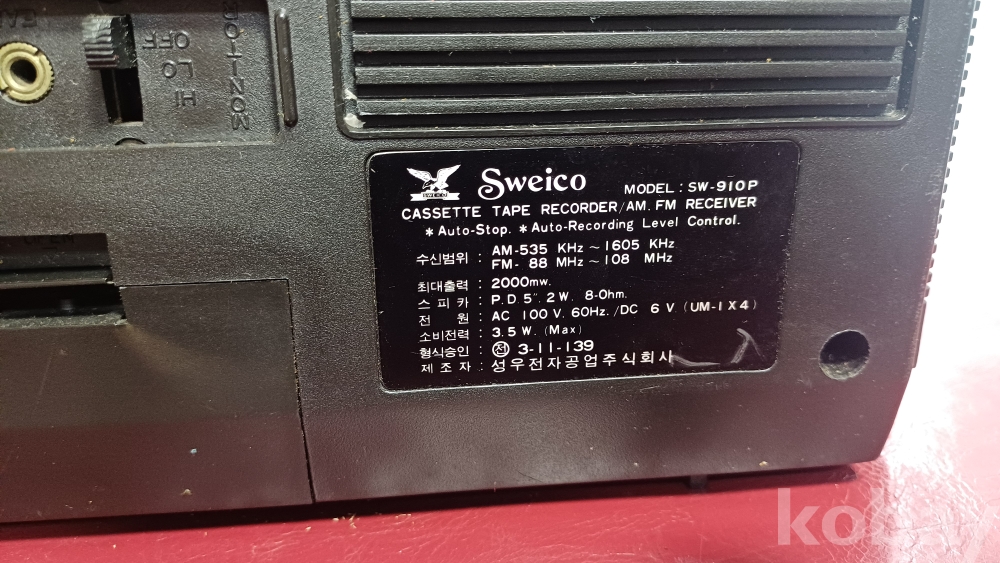 OFF
LO
HI
MONITOR
SWEICO
Sweico
MODEL : SW-910P
CASSETTE TAPE RECORDER/AM. FM RECEIVER
* Auto-Stop. * Auto-Recording Level Control.
수신범위 : AM-535 KHz ~ 1605 KHz
FM- 88 MHz ~ 108 MHz
최대출력 : 2000mw.
스 피 카 : P.D. 5". 2 W. 8-Ohm.
전 원 : AC 100 V. 60Hz./DC 6 V (UM-1 X 4)
소비전력 : 3.5 W. (Max)
형식승인 : ㉠ 3-11-139
제 조 자 : 성우전자공업주식회사